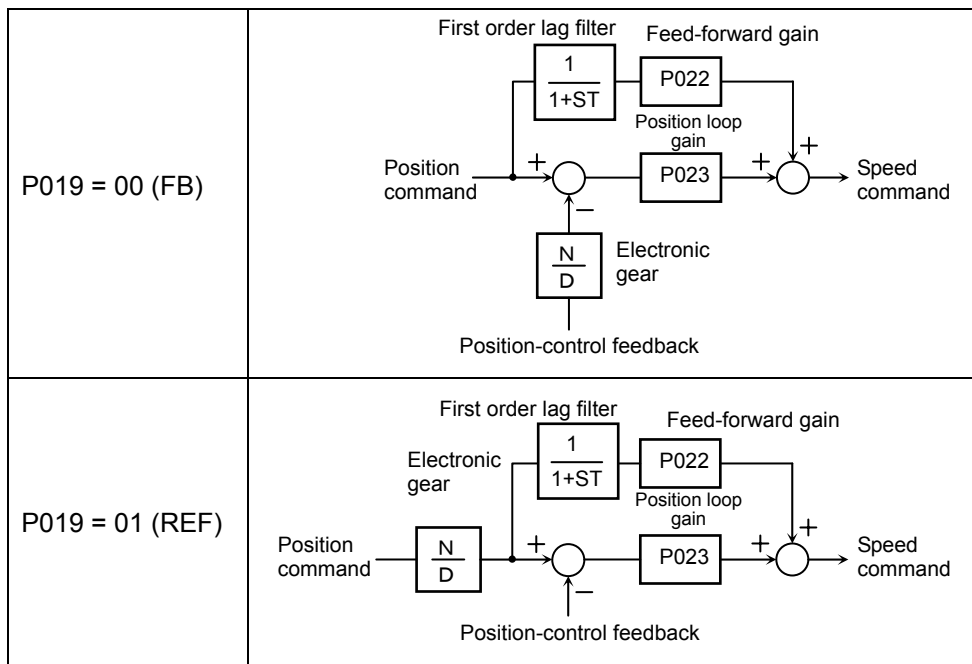 P019 = 00 (FB)
First order lag filter
Feed-forward gain
1
1+ST
P022
Position loop
gain
Position
command
+
P023
+
+
Speed
command
−
N
D
Electronic
gear
Position-control feedback
P019 = 01 (REF)
First order lag filter
Feed-forward gain
Electronic
gear
1
1+ST
P022
Position loop
gain
Position
command
N
D
+
P023
+
+
Speed
command
−
Position-control feedback